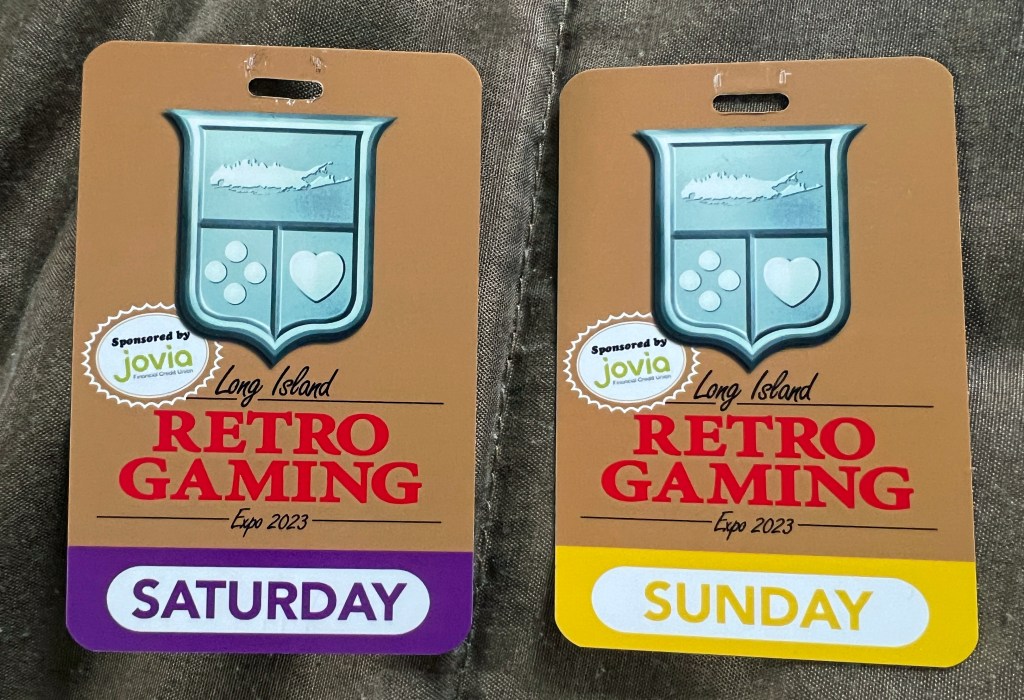 Sponsored by
jovia
Financial Credit Union
Long Island
RETRO
GAMING
Expo 2023
SATURDAY
Sponsored by
jovia
Financial Credit Union
Long Island
RETRO
GAMING
Expo 2023
SUNDAY